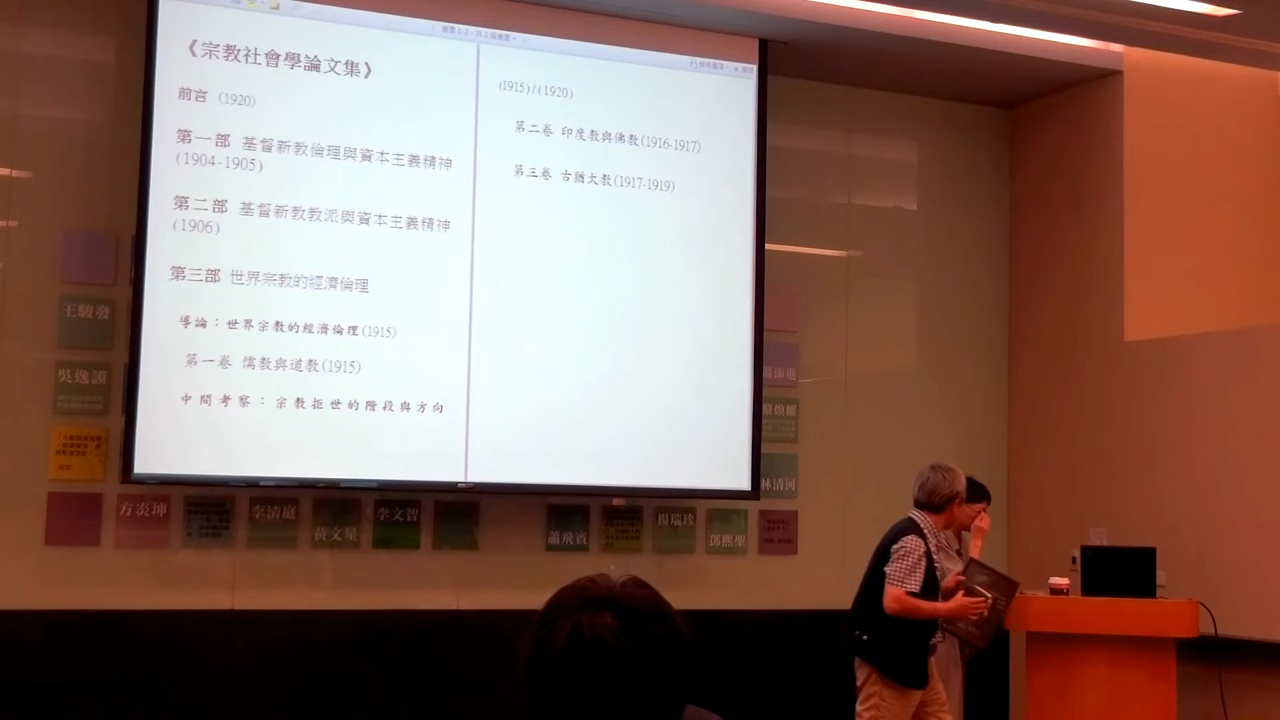 《宗教社會學論文集》
前言 (1920)
第一部 基督新教倫理與資本主義精神
(1904-1905)
第二部 基督新教教派與資本主義精神
(1906)
第三部 世界宗教的經濟倫理
導論：世界宗教的經濟倫理(1915)
第一卷 儒教與道教(1915)
中間考察：宗教拒世的階段與方向
(1915)/(1920)
第二卷 印度教與佛教(1916-1917)
第三卷 古猶太教(1917-1919)
王駿發
吳逸謨
方炎坤
李清庭
黃文星
李文智
蕭飛賓
楊瑞珍
鄧熙聖
林清河